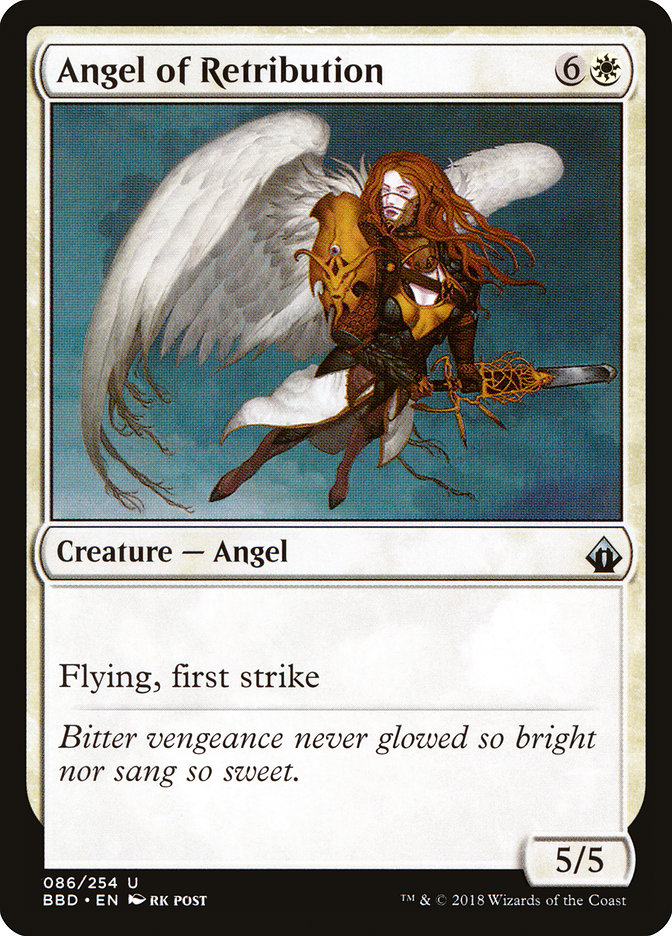 Angel of Retribution 6
Creature — Angel
Flying, first strike
Bitter vengeance never glowed so bright
nor sang so sweet.
5/5
086/254 U
BBD • EN RK POST
™ & © 2018 Wizards of the Coast